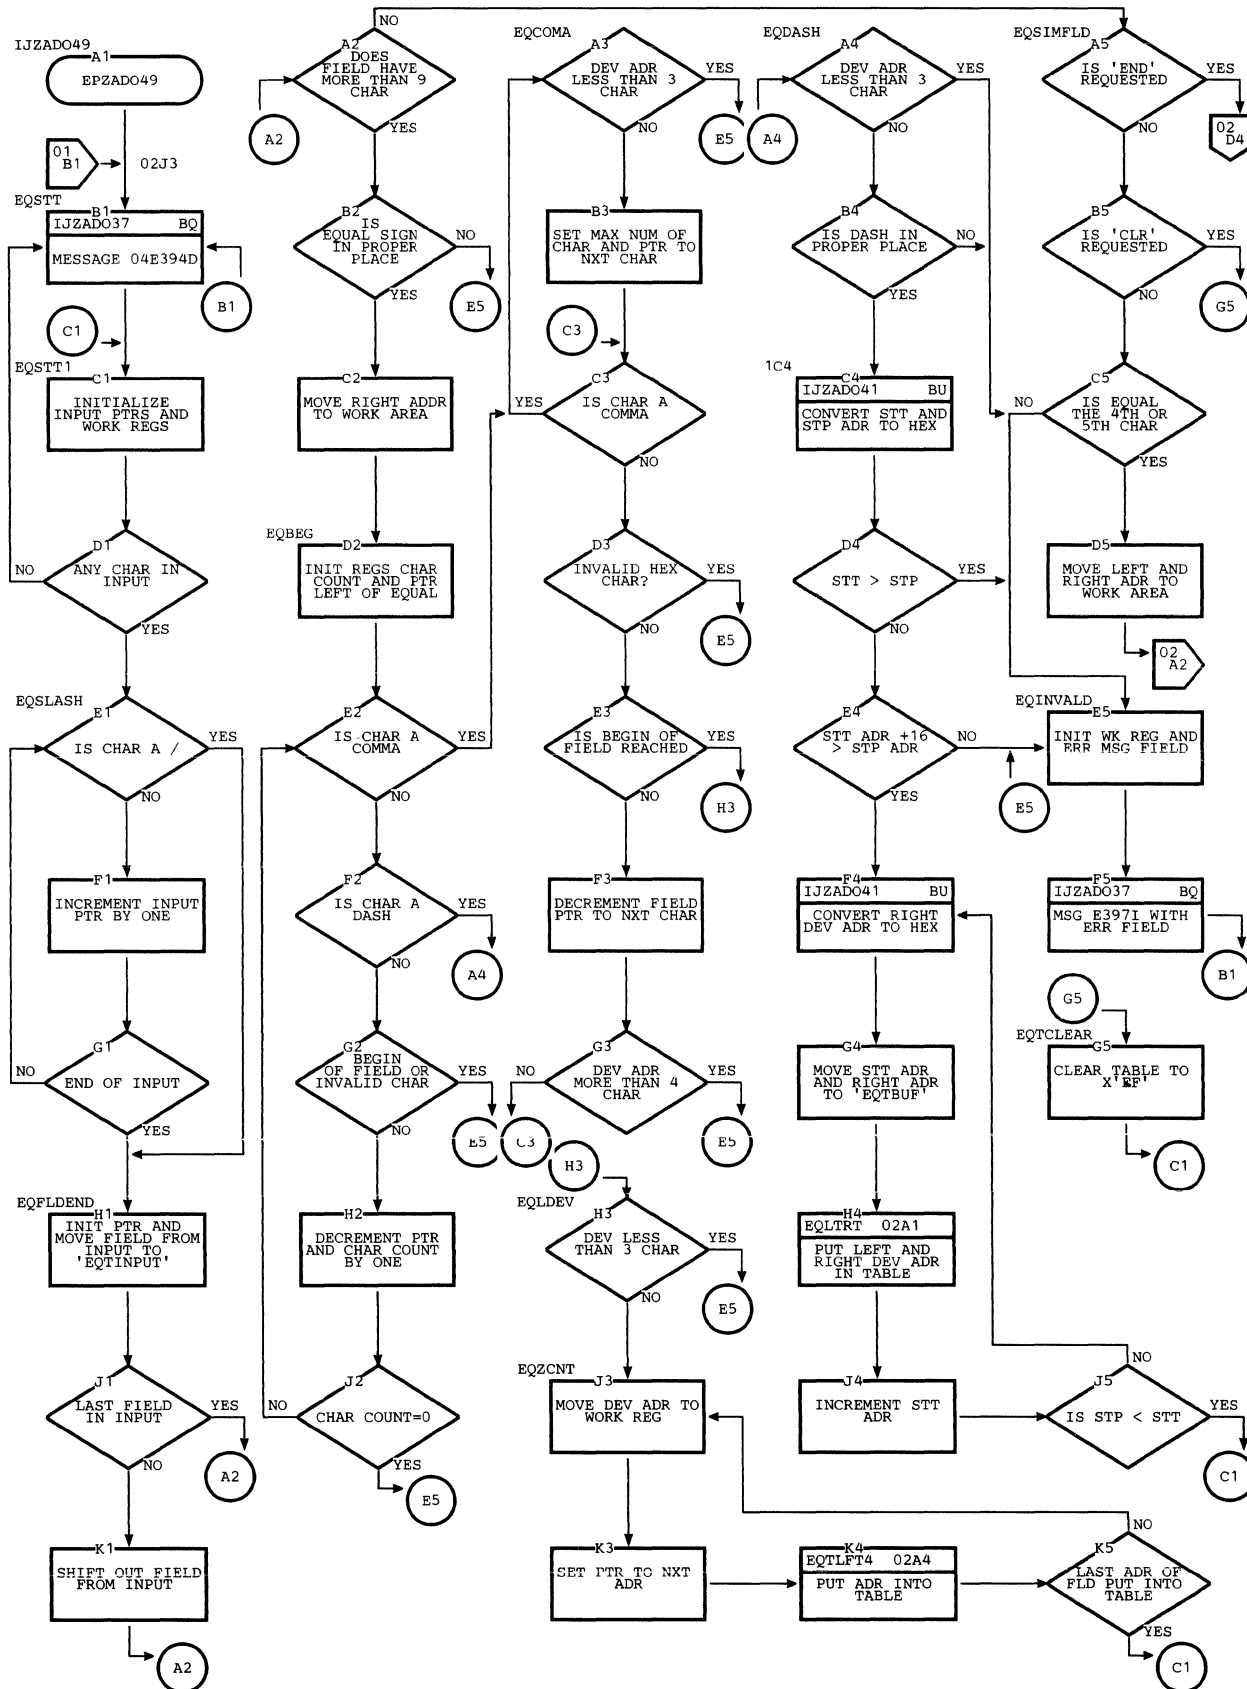 IJZADO49
A1
EPZADO49
01
B1
02J3
EQSTT
B1
IJZADO37 BQ
MESSAGE 04E394D
B1
C1
EQSTT1
C1
INITIALIZE
INPUT PTRS AND
WORK REGS
D1
ANY CHAR IN
INPUT
NO
YES
EQSLASH
E1
IS CHAR A /
YES
NO
F1
INCREMENT INPUT
PTR BY ONE
G1
END OF INPUT
NO
YES
EQFLDEND
H1
INIT PTR AND
MOVE FIELD FROM
INPUT TO
'EQTINPUT'
J1
LAST FIELD
IN INPUT
YES
A2
NO
K1
SHIFT OUT FIELD
FROM INPUT
A2
NO
A2
DOES
FIELD HAVE
MORE THAN 9
CHAR
A2
YES
B2
IS
EQUAL SIGN
IN PROPER
PLACE
NO
E5
YES
C2
MOVE RIGHT ADDR
TO WORK AREA
EQBEG
D2
INIT REGS CHAR
COUNT AND PTR
LEFT OF EQUAL
E2
IS CHAR A
COMMA
YES
NO
F2
IS CHAR A
DASH
YES
A4
NO
G2
BEGIN
OF FIELD OR
INVALID CHAR
YES
E5
NO
H2
DECREMENT PTR
AND CHAR COUNT
BY ONE
J2
CHAR COUNT=0
NO
YES
E5
EQCOMA
A3
DEV ADR
LESS THAN 3
CHAR
YES
E5
NO
B3
SET MAX NUM OF
CHAR AND PTR TO
NXT CHAR
C3
C3
IS CHAR A
COMMA
YES
NO
D3
INVALID HEX
CHAR?
YES
E5
NO
E3
IS BEGIN OF
FIELD REACHED
YES
H3
NO
F3
DECREMENT FIELD
PTR TO NXT CHAR
G3
DEV ADR
MORE THAN 4
CHAR
NO
C3
YES
E5
H3
EQLDEV
H3
DEV LESS
THAN 3 CHAR
YES
E5
NO
EQZCNT
J3
MOVE DEV ADR TO
WORK REG
K3
SET PTR TO NXT
ADR
EQDASH
A4
DEV ADR
LESS THAN 3
CHAR
A4
YES
NO
B4
IS DASH IN
PROPER PLACE
NO
YES
1C4
C4
IJZADO41 BU
CONVERT STT AND
STP ADR TO HEX
D4
STT > STP
YES
NO
E4
STT ADR +16
> STP ADR
NO
E5
YES
F4
IJZADO41 BU
CONVERT RIGHT
DEV ADR TO HEX
G4
MOVE STT ADR
AND RIGHT ADR
TO 'EQTBUF'
H4
EQLTRT 02A1
PUT LEFT AND
RIGHT DEV ADR
IN TABLE
J4
INCREMENT STT
ADR
K4
EQTLFT4 02A4
PUT ADR INTO
TABLE
EQSIMFLD
A5
IS 'END'
REQUESTED
YES
02
D4
NO
B5
IS 'CLR'
REQUESTED
YES
G5
NO
C5
IS EQUAL
THE 4TH OR
5TH CHAR
NO
YES
D5
MOVE LEFT AND
RIGHT ADR TO
WORK AREA
02
A2
EQINVALD
E5
INIT WK REG AND
ERR MSG FIELD
F5
IJZADO37 BQ
MSG E397I WITH
ERR FIELD
B1
G5
EQTCLEAR
G5
CLEAR TABLE TO
C1
NO
J5
IS STP < STT
YES
C1
NO
K5
LAST ADR OF
FLD PUT INTO
TABLE
YES
C1